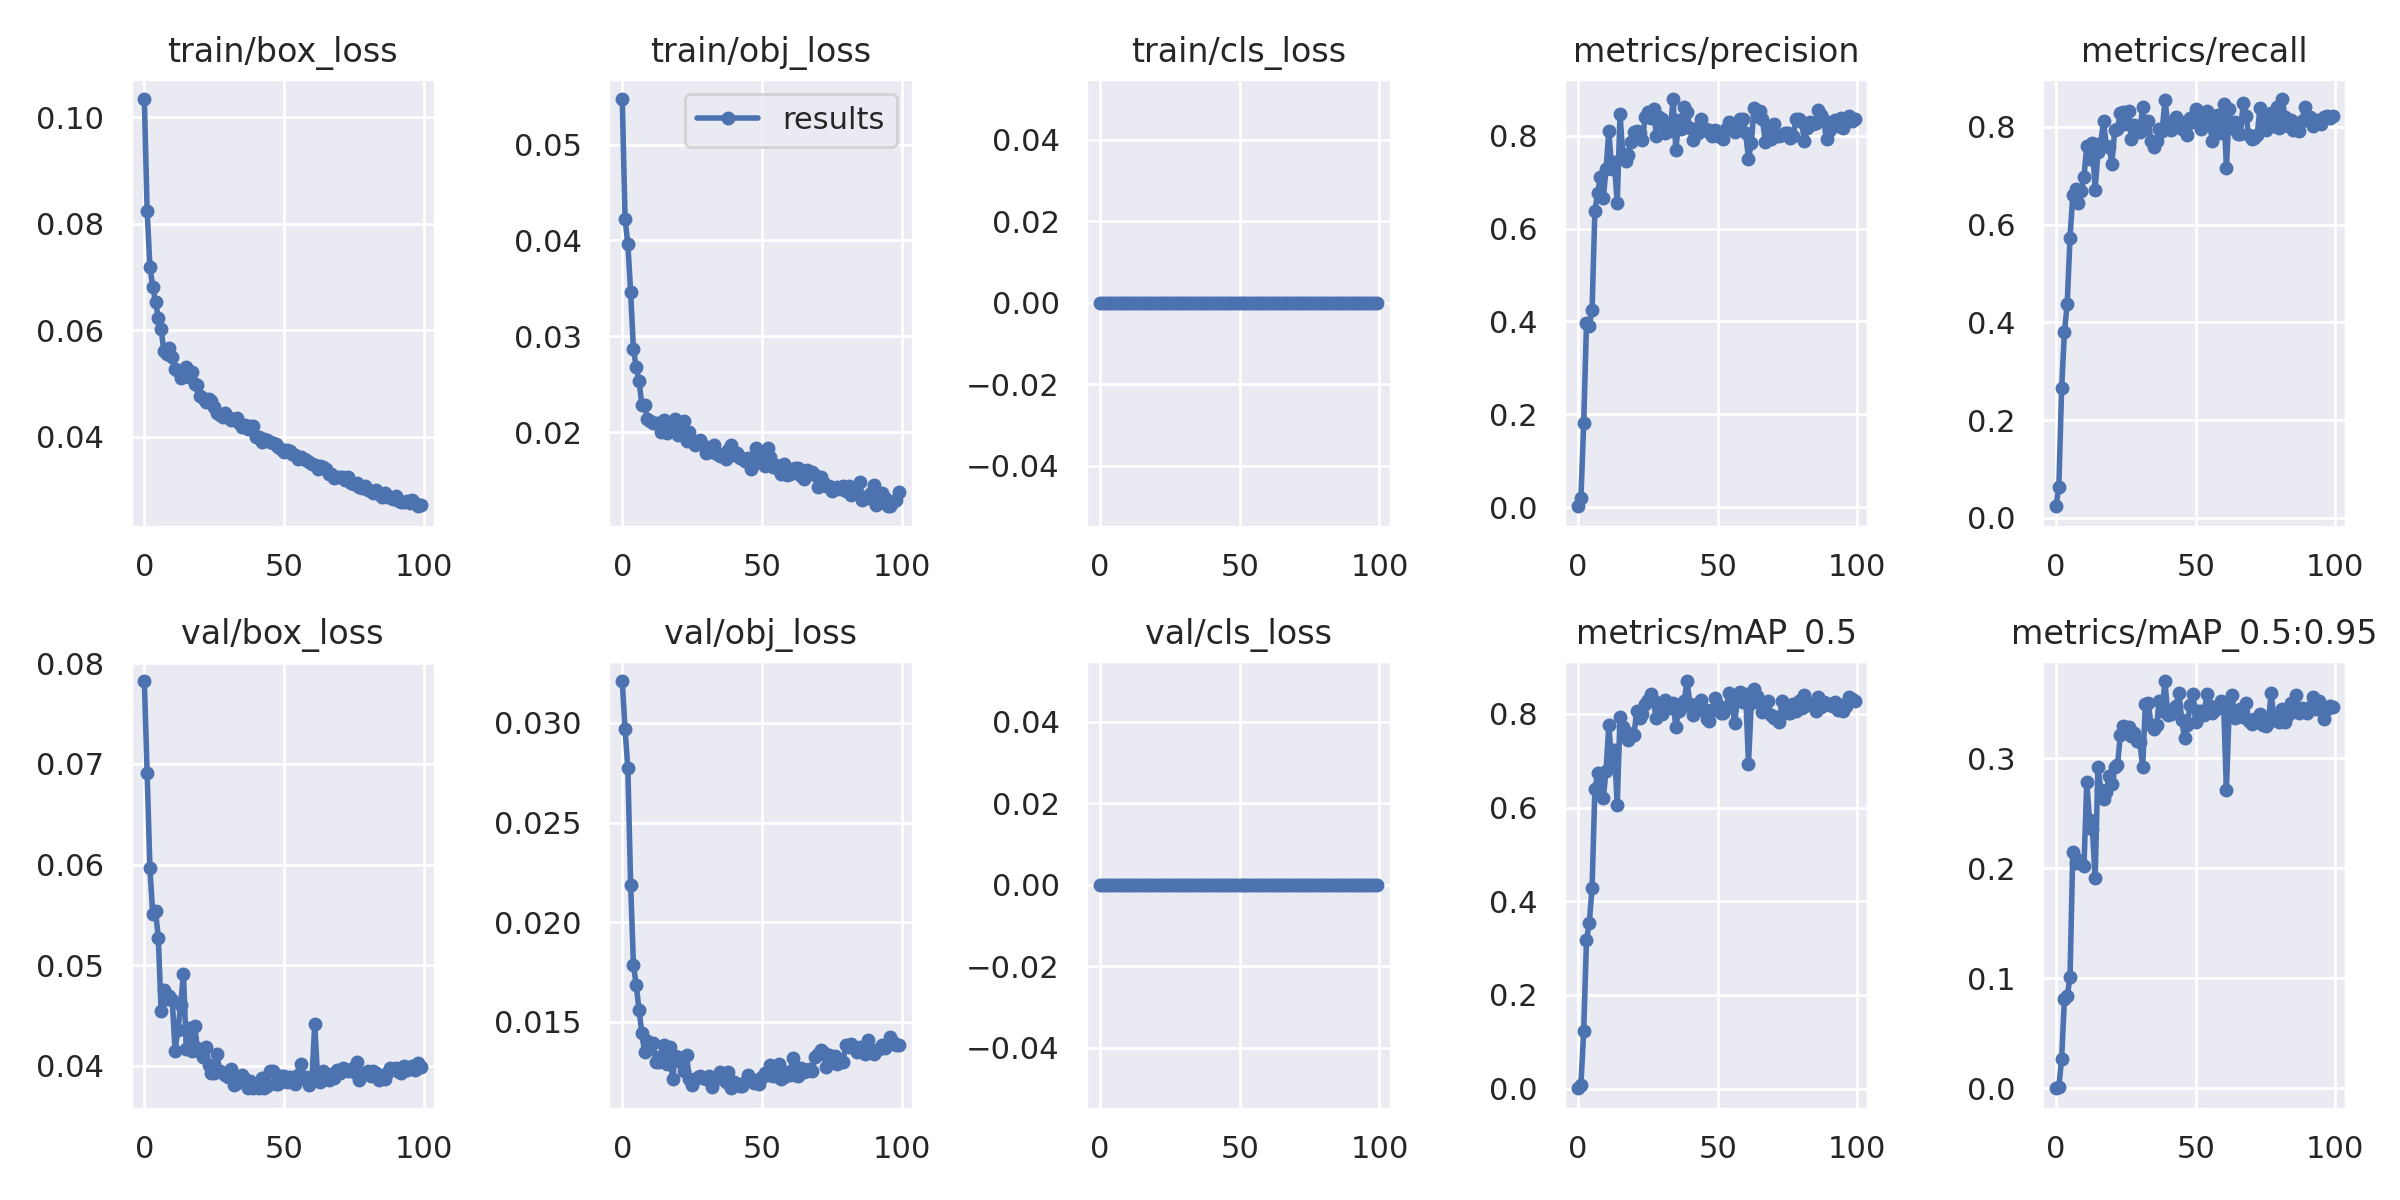 train/box_loss
0.10
0.08
0.06
0.04
0 50 100
train/obj_loss
results
0.05
0.04
0.03
0.02
0 50 100
train/cls_loss
0.04
0.02
0.00
−0.02
−0.04
0 50 100
metrics/precision
0.8
0.6
0.4
0.2
0.0
0 50 100
metrics/recall
0.8
0.6
0.4
0.2
0.0
0 50 100
val/box_loss
0.08
0.07
0.06
0.05
0.04
0 50 100
val/obj_loss
0.030
0.025
0.020
0.015
0 50 100
val/cls_loss
0.04
0.02
0.00
−0.02
−0.04
0 50 100
metrics/mAP_0.5
0.8
0.6
0.4
0.2
0.0
0 50 100
metrics/mAP_0.5:0.95
0.3
0.2
0.1
0.0
0 50 100